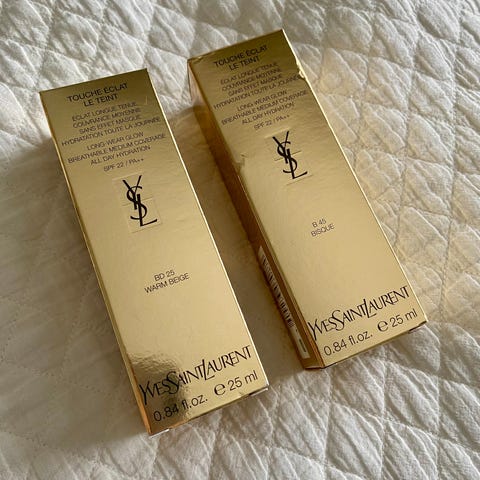 TOUCHE ÉCLAT
LE TEINT
ÉCLAT LONGUE TENUE,
COUVRANCE MOYENNE
SANS EFFET MASQUE,
HYDRATATION TOUTE LA JOURNÉE
LONG-WEAR GLOW
BREATHABLE MEDIUM COVERAGE
ALL DAY HYDRATION
SPF 22 / PA++
YSL
BD 25
WARM BEIGE
YVESSAINTLAURENT
0.84 fl.oz. e 25 ml
TOUCHE ÉCLAT
LE TEINT
ÉCLAT LONGUE TENUE,
COUVRANCE MOYENNE
SANS EFFET MASQUE,
HYDRATATION TOUTE LA JOURNÉE
LONG-WEAR GLOW
BREATHABLE MEDIUM COVERAGE
ALL DAY HYDRATION
SPF 22 / PA++
YSL
B 45
BISQUE
YVESSAINTLAURENT
0.84 fl.oz. e 25 ml